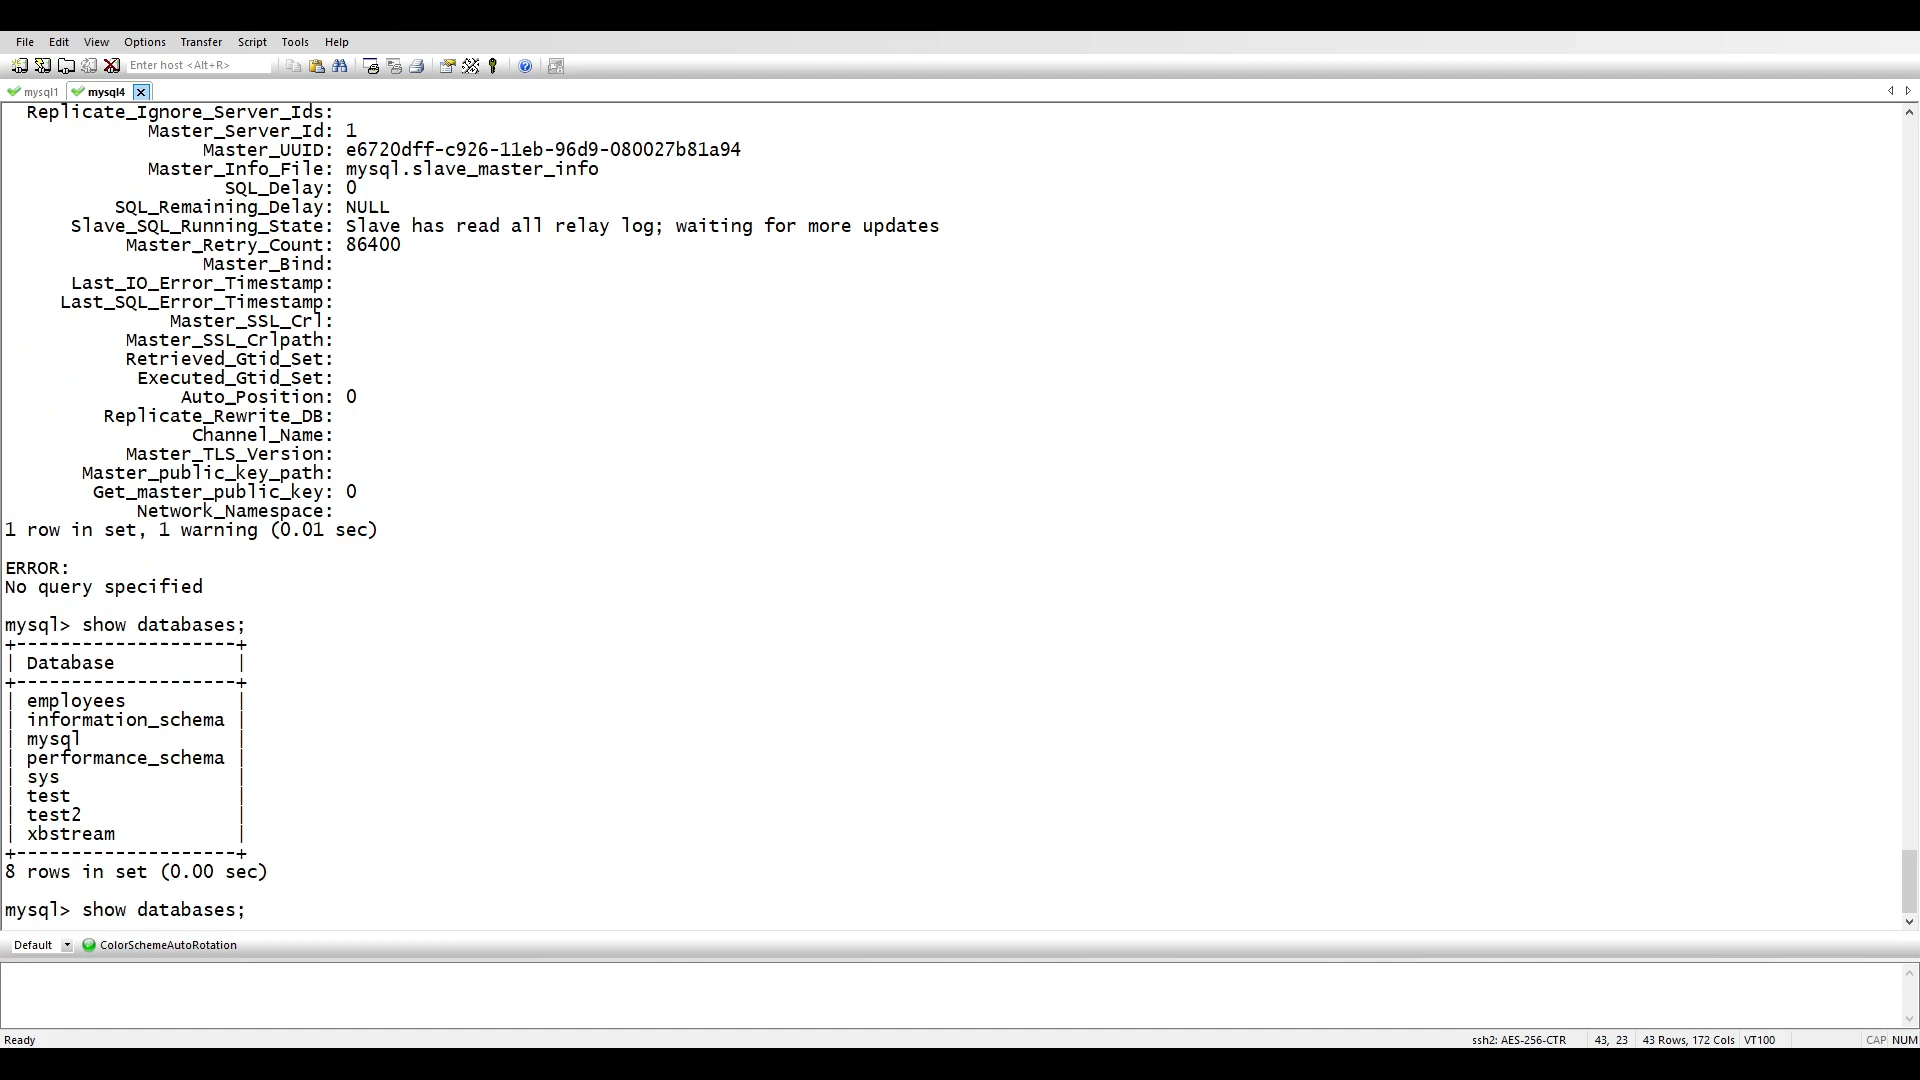 File Edit View Options Transfer Script Tools Help
Enter host <Alt+R>
mysql1 mysql4
Replicate_Ignore_Server_Ids:
Master_Server_Id: 1
Master_UUID: e6720dff-c926-11eb-96d9-080027b81a94
Master_Info_File: mysql.slave_master_info
SQL_Delay: 0
SQL_Remaining_Delay: NULL
Slave_SQL_Running_State: Slave has read all relay log; waiting for more updates
Master_Retry_Count: 86400
Master_Bind:
Last_IO_Error_Timestamp:
Last_SQL_Error_Timestamp:
Master_SSL_Crl:
Master_SSL_Crlpath:
Retrieved_Gtid_Set:
Executed_Gtid_Set:
Auto_Position: 0
Replicate_Rewrite_DB:
Channel_Name:
Master_TLS_Version:
Master_public_key_path:
Get_master_public_key: 0
Network_Namespace:
1 row in set, 1 warning (0.01 sec)
ERROR:
No query specified
mysql> show databases;
+--------------------+
| Database           |
+--------------------+
| employees          |
| information_schema |
| mysql              |
| performance_schema |
| sys                |
| test               |
| test2              |
| xbstream           |
+--------------------+
8 rows in set (0.00 sec)
mysql> show databases;
Default ColorSchemeAutoRotation
Ready ssh2: AES-256-CTR 43, 23 43 Rows, 172 Cols VT100 CAP NUM